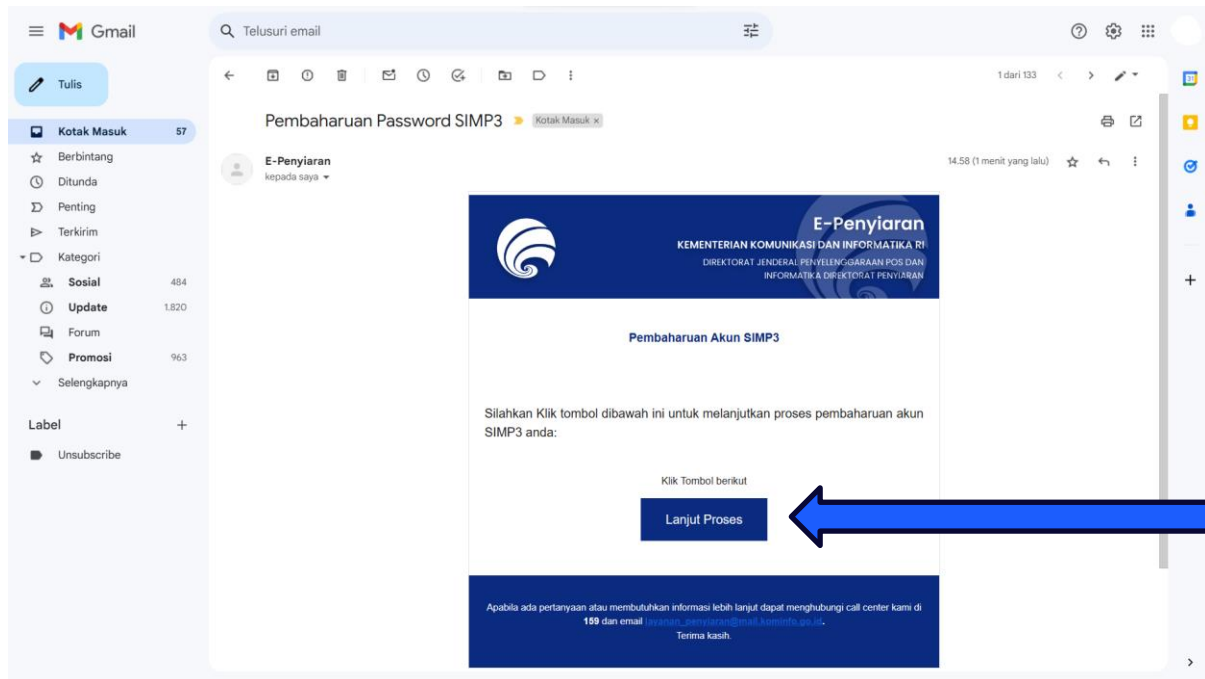 Gmail
Telusuri email
Tulis
1 dari 133
Kotak Masuk 57
Berbintang
Ditunda
Penting
Terkirim
Kategori
Sosial 484
Update 1.820
Forum
Promosi 963
Selengkapnya
Label
Unsubscribe
Pembaharuan Password SIMP3
Kotak Masuk ×
E-Penyiaran
kepada saya
14.58 (1 menit yang lalu)
E-Penyiaran
KEMENTERIAN KOMUNIKASI DAN INFORMATIKA RI
DIREKTORAT JENDERAL PENYELENGGARAAN POS DAN
INFORMATIKA DIREKTORAT PENYIARAN
Pembaharuan Akun SIMP3
Silahkan Klik tombol dibawah ini untuk melanjutkan proses pembaharuan akun
SIMP3 anda:
Klik Tombol berikut
Lanjut Proses
Apabila ada pertanyaan atau membutuhkan informasi lebih lanjut dapat menghubungi call center kami di
159 dan email layanan_penyiaran@mail.kominfo.go.id.
Terima kasih.
31